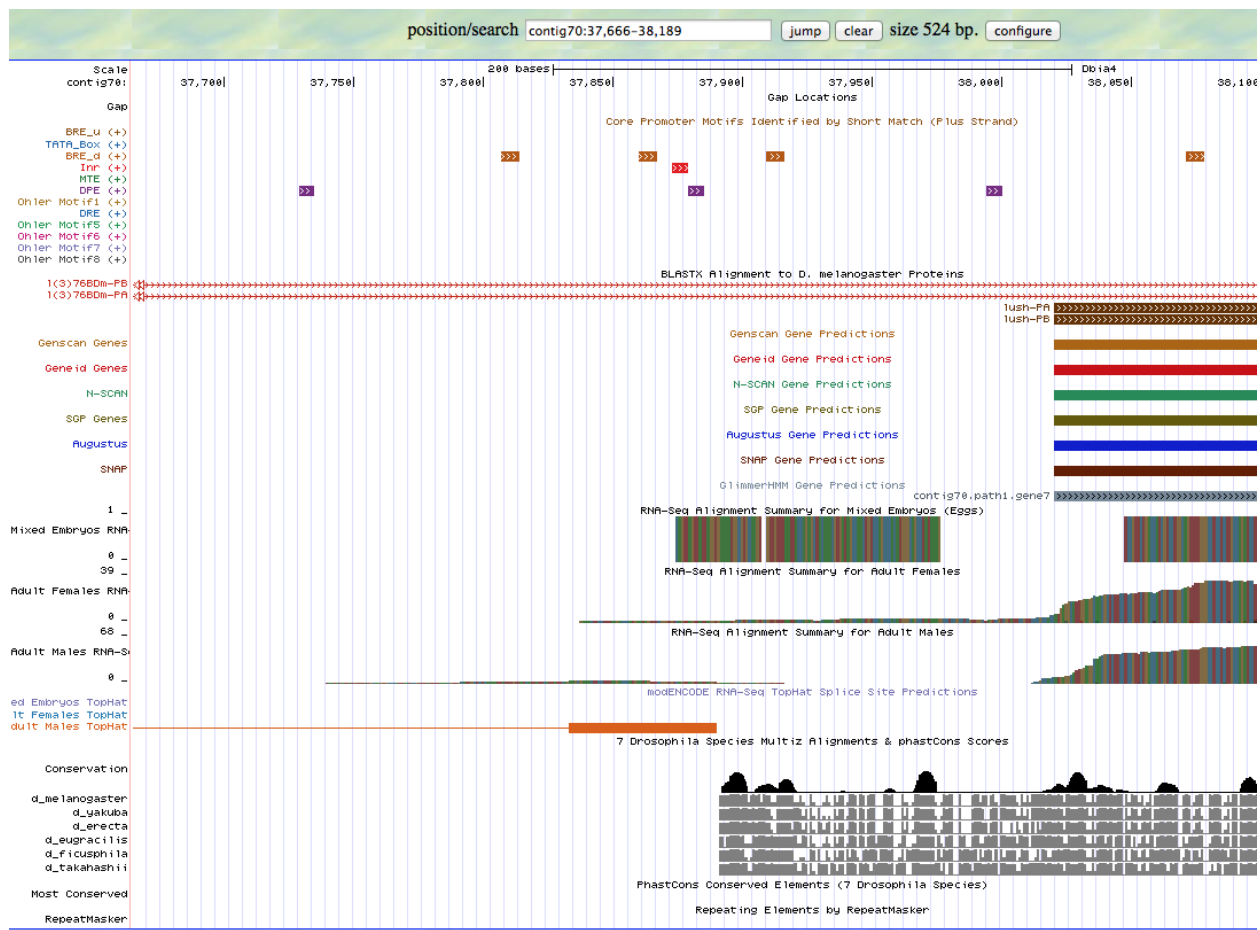 position/search contig70:37,666-38,189 jump clear size 524 bp. configure
Scale 200 bases Dbia4
contig70: 37,700 37,750 37,800 37,850 37,900 37,950 38,000 38,050 38,100
Gap Locations
Gap
Core Promoter Motifs Identified by Short Match (Plus Strand)
BRE_u (+)
TATA_Box (+)
BRE_d (+)
Inr (+)
MTE (+)
DPE (+)
Ohler Motif1 (+)
DRE (+)
Ohler Motif5 (+)
Ohler Motif6 (+)
Ohler Motif7 (+)
Ohler Motif8 (+)
BLASTX Alignment to D. melanogaster Proteins
l(3)76BDm-PB
l(3)76BDm-PA
lush-PA
lush-PB
Genscan Gene Predictions
Genscan Genes
Geneid Gene Predictions
Geneid Genes
N-SCAN Gene Predictions
N-SCAN
SGP Gene Predictions
SGP Genes
Augustus Gene Predictions
Augustus
SNAP Gene Predictions
SNAP
GlimmerHMM Gene Predictions
contig70.path1.gene7
RNA-Seq Alignment Summary for Mixed Embryos (Eggs)
1 _
Mixed Embryos RNA-
0 _
RNA-Seq Alignment Summary for Adult Females
39 _
Adult Females RNA-
0 _
RNA-Seq Alignment Summary for Adult Males
68 _
Adult Males RNA-S
0 _
modENCODE RNA-Seq TopHat Splice Site Predictions
ed Embryos TopHat
lt Females TopHat
dult Males TopHat
7 Drosophila Species Multiz Alignments & phastCons Scores
Conservation
d_melanogaster
d_yakuba
d_erecta
d_eugracilis
d_ficusphila
d_takahashii
PhastCons Conserved Elements (7 Drosophila Species)
Most Conserved
Repeating Elements by RepeatMasker
RepeatMasker